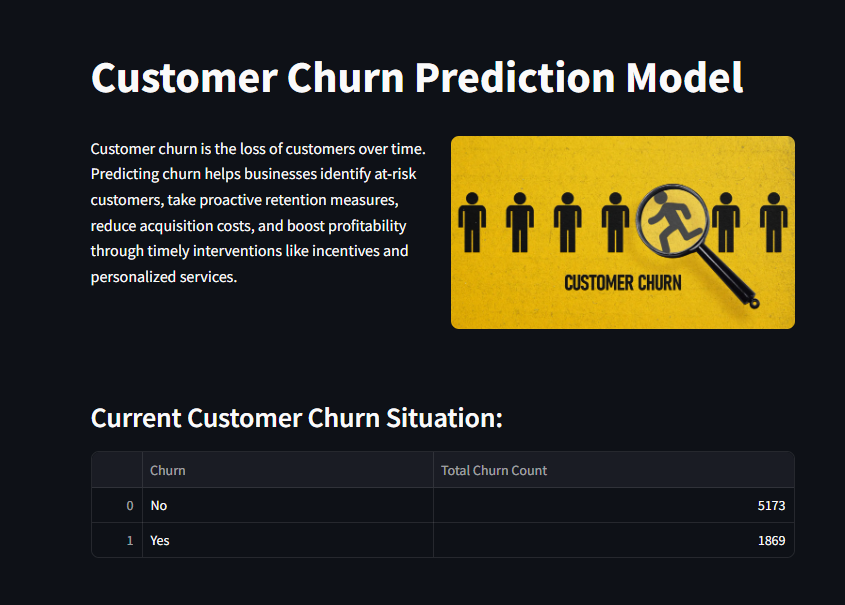 Customer Churn Prediction Model
Customer churn is the loss of customers over time.
Predicting churn helps businesses identify at-risk
customers, take proactive retention measures,
reduce acquisition costs, and boost profitability
through timely interventions like incentives and
personalized services.
CUSTOMER CHURN
Current Customer Churn Situation:
Churn Total Churn Count
0 No 5173
1 Yes 1869